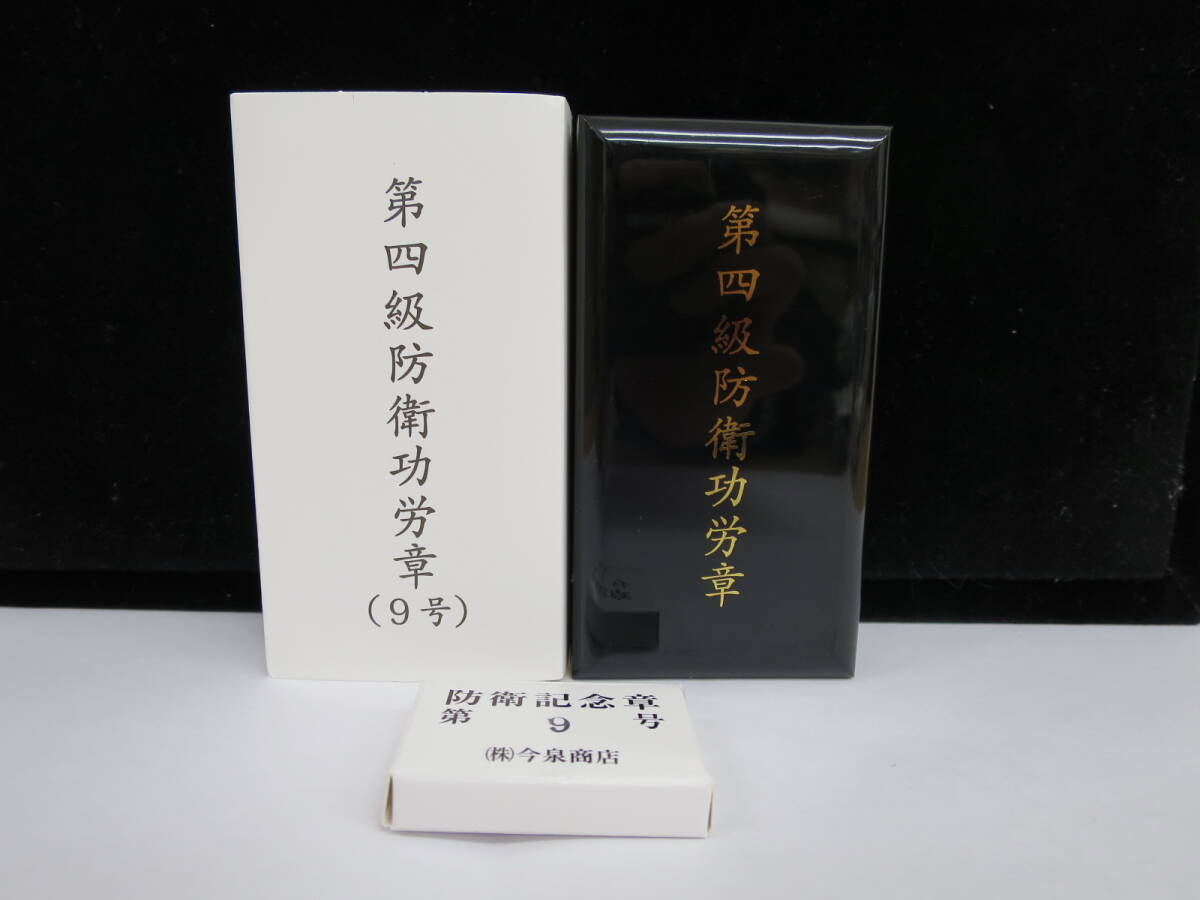 第四級防衛功労章
（９号）
第四級防衛功労章
防衛記念章
第 9 号
㈱今泉商店